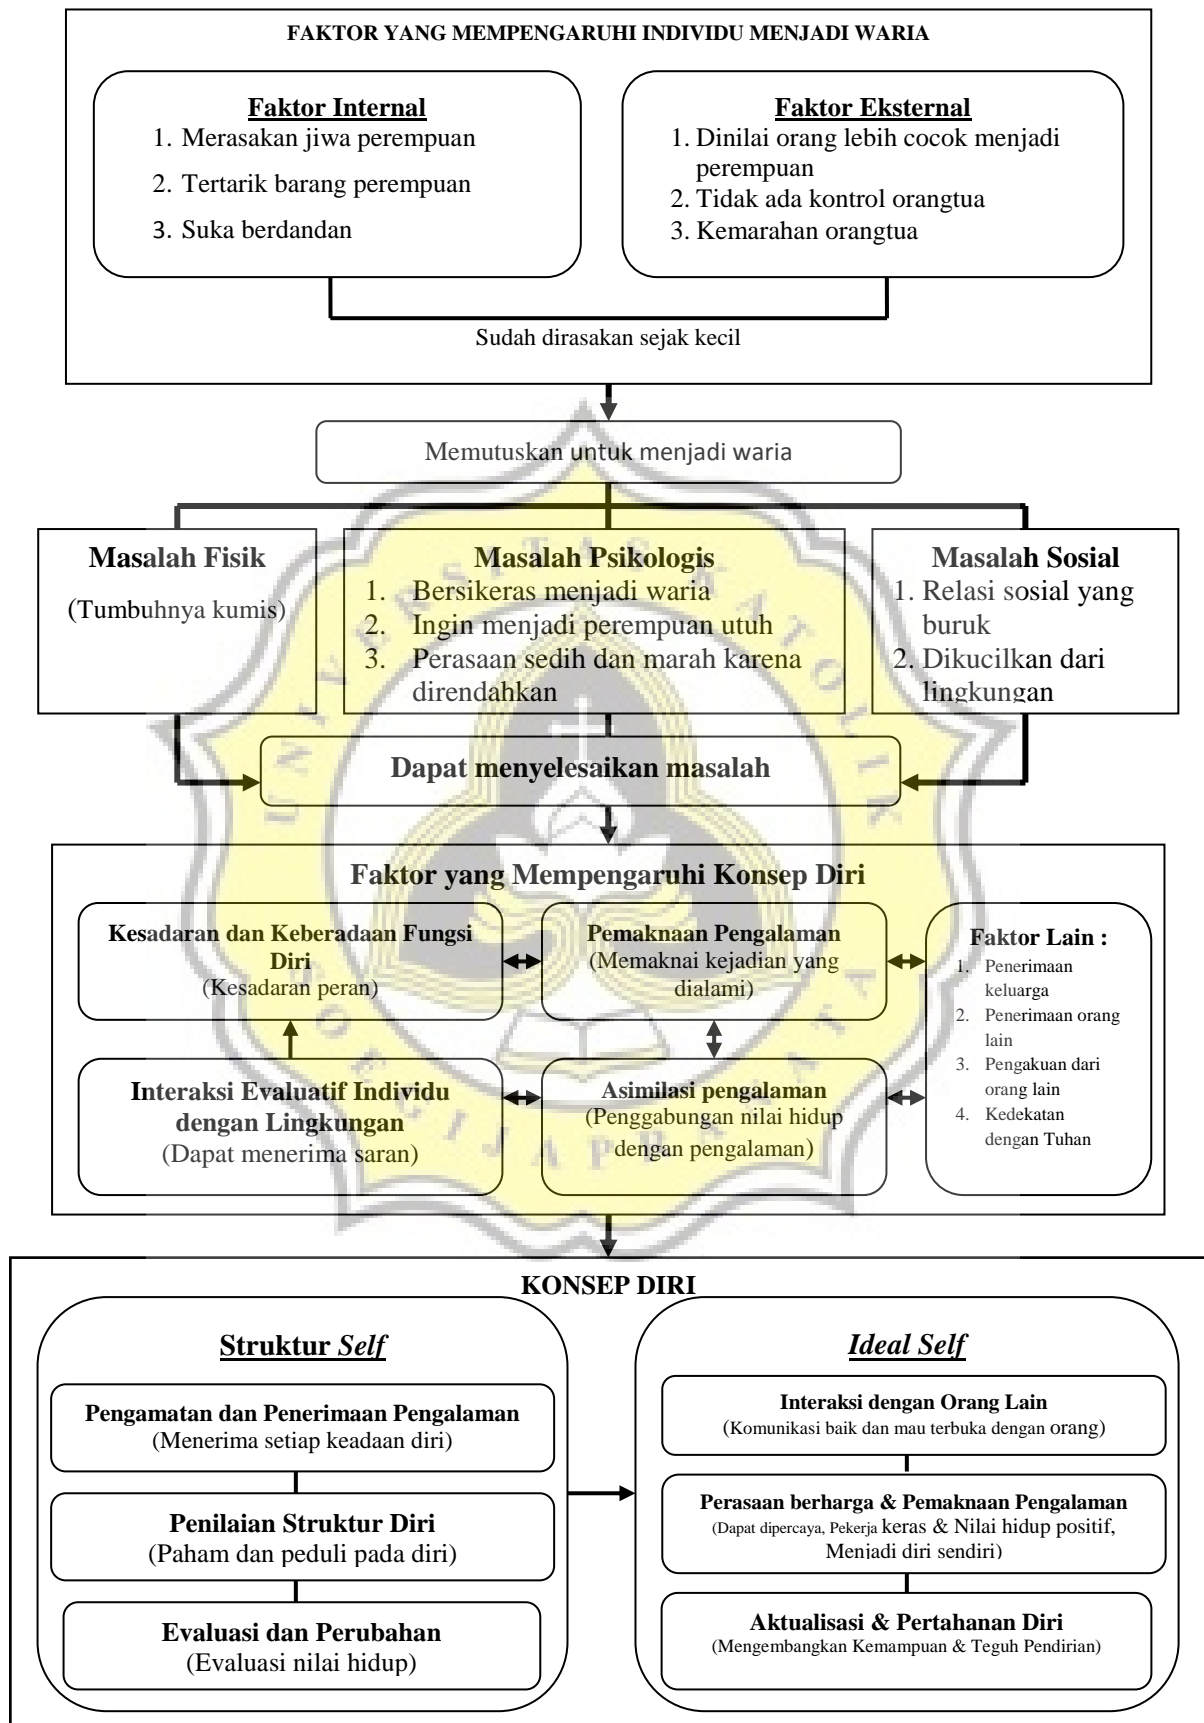 FAKTOR YANG MEMPENGARUHI INDIVIDU MENJADI WARIA
Faktor Internal
1. Merasakan jiwa perempuan
2. Tertarik barang perempuan
3. Suka berdandan
Faktor Eksternal
1. Dinilai orang lebih cocok menjadi
perempuan
2. Tidak ada kontrol orangtua
3. Kemarahan orangtua
Sudah dirasakan sejak kecil
Memutuskan untuk menjadi waria
Masalah Fisik
(Tumbuhnya kumis)
Masalah Psikologis
1. Bersikeras menjadi waria
2. Ingin menjadi perempuan utuh
3. Perasaan sedih dan marah karena
direndahkan
Masalah Sosial
1. Relasi sosial yang
buruk
2. Dikucilkan dari
lingkungan
Dapat menyelesaikan masalah
Faktor yang Mempengaruhi Konsep Diri
Kesadaran dan Keberadaan Fungsi
Diri
(Kesadaran peran)
Pemaknaan Pengalaman
(Memaknai kejadian yang
dialami)
Interaksi Evaluatif Individu
dengan Lingkungan
(Dapat menerima saran)
Asimilasi pengalaman
(Penggabungan nilai hidup
dengan pengalaman)
Faktor Lain :
1. Penerimaan
keluarga
2. Penerimaan orang
lain
3. Pengakuan dari
orang lain
4. Kedekatan
dengan Tuhan
KONSEP DIRI
Struktur Self
Pengamatan dan Penerimaan Pengalaman
(Menerima setiap keadaan diri)
Penilaian Struktur Diri
(Paham dan peduli pada diri)
Evaluasi dan Perubahan
(Evaluasi nilai hidup)
Ideal Self
Interaksi dengan Orang Lain
(Komunikasi baik dan mau terbuka dengan orang)
Perasaan berharga & Pemaknaan Pengalaman
(Dapat dipercaya, Pekerja keras & Nilai hidup positif,
Menjadi diri sendiri)
Aktualisasi & Pertahanan Diri
(Mengembangkan Kemampuan & Teguh Pendirian)
UNIVERSITAS KATOLIK
SOEGIJAPRANATA